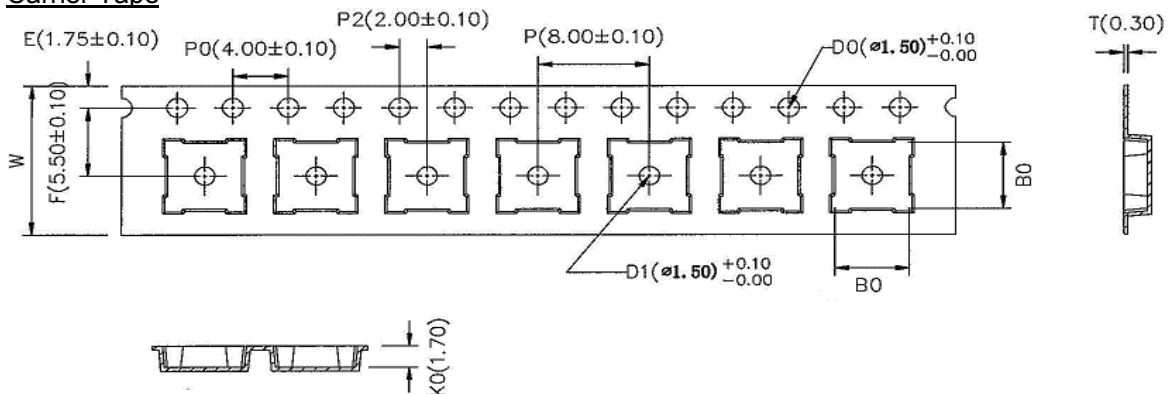 Carrier Tape
P2(2.00±0.10)
T(0.30)
E(1.75±0.10)
P0(4.00±0.10)
P(8.00±0.10)
D0(ø1.50)+0.10 -0.00
W
F(5.50±0.10)
B0
D1(ø1.50)+0.10 -0.00
B0
K0(1.70)